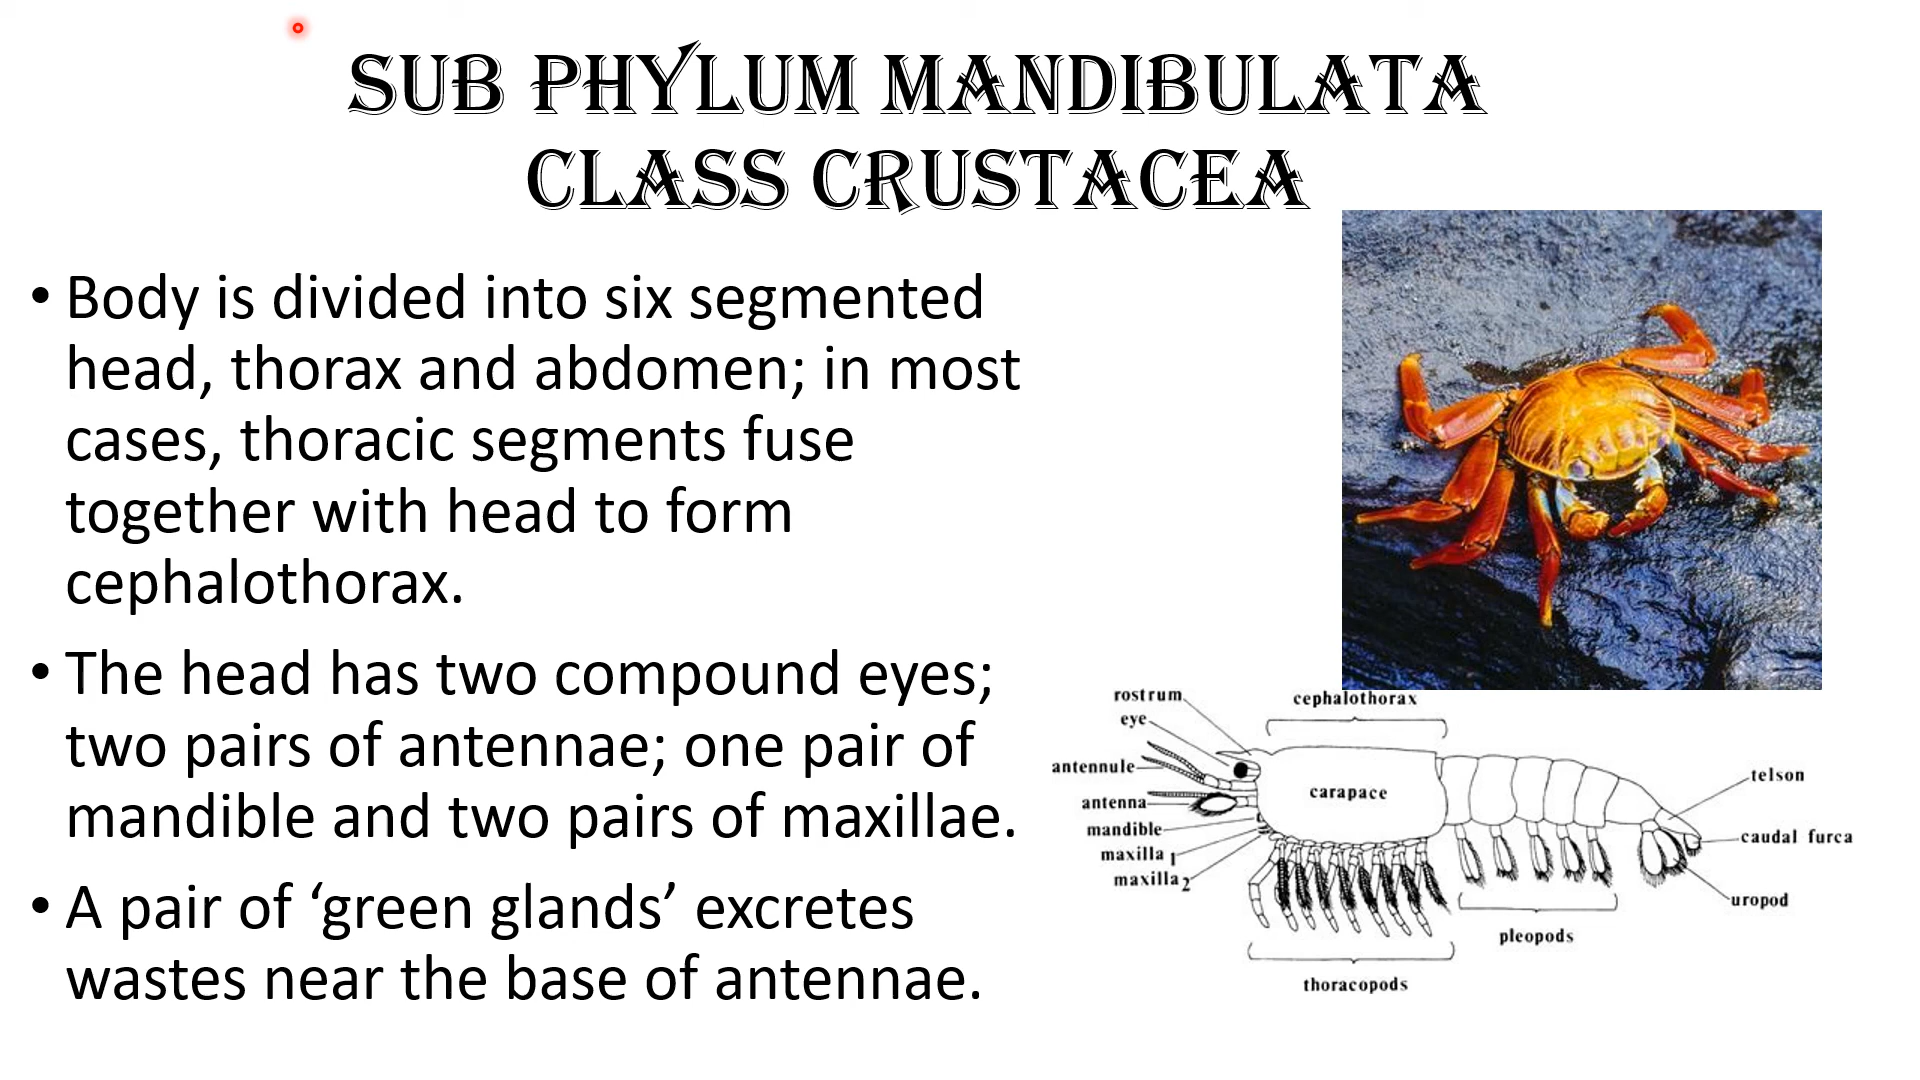 SUB PHYLUM MANDIBULATA
CLASS CRUSTACEA
• Body is divided into six segmented
head, thorax and abdomen; in most
cases, thoracic segments fuse
together with head to form
cephalothorax.
• The head has two compound eyes;
two pairs of antennae; one pair of
mandible and two pairs of maxillae.
• A pair of ‘green glands’ excretes
wastes near the base of antennae.
rostrum
cephalothorax
eye
antennule
telson
carapace
antenna
mandible
caudal furca
maxilla 1
maxilla 2
uropod
pleopods
thoracopods